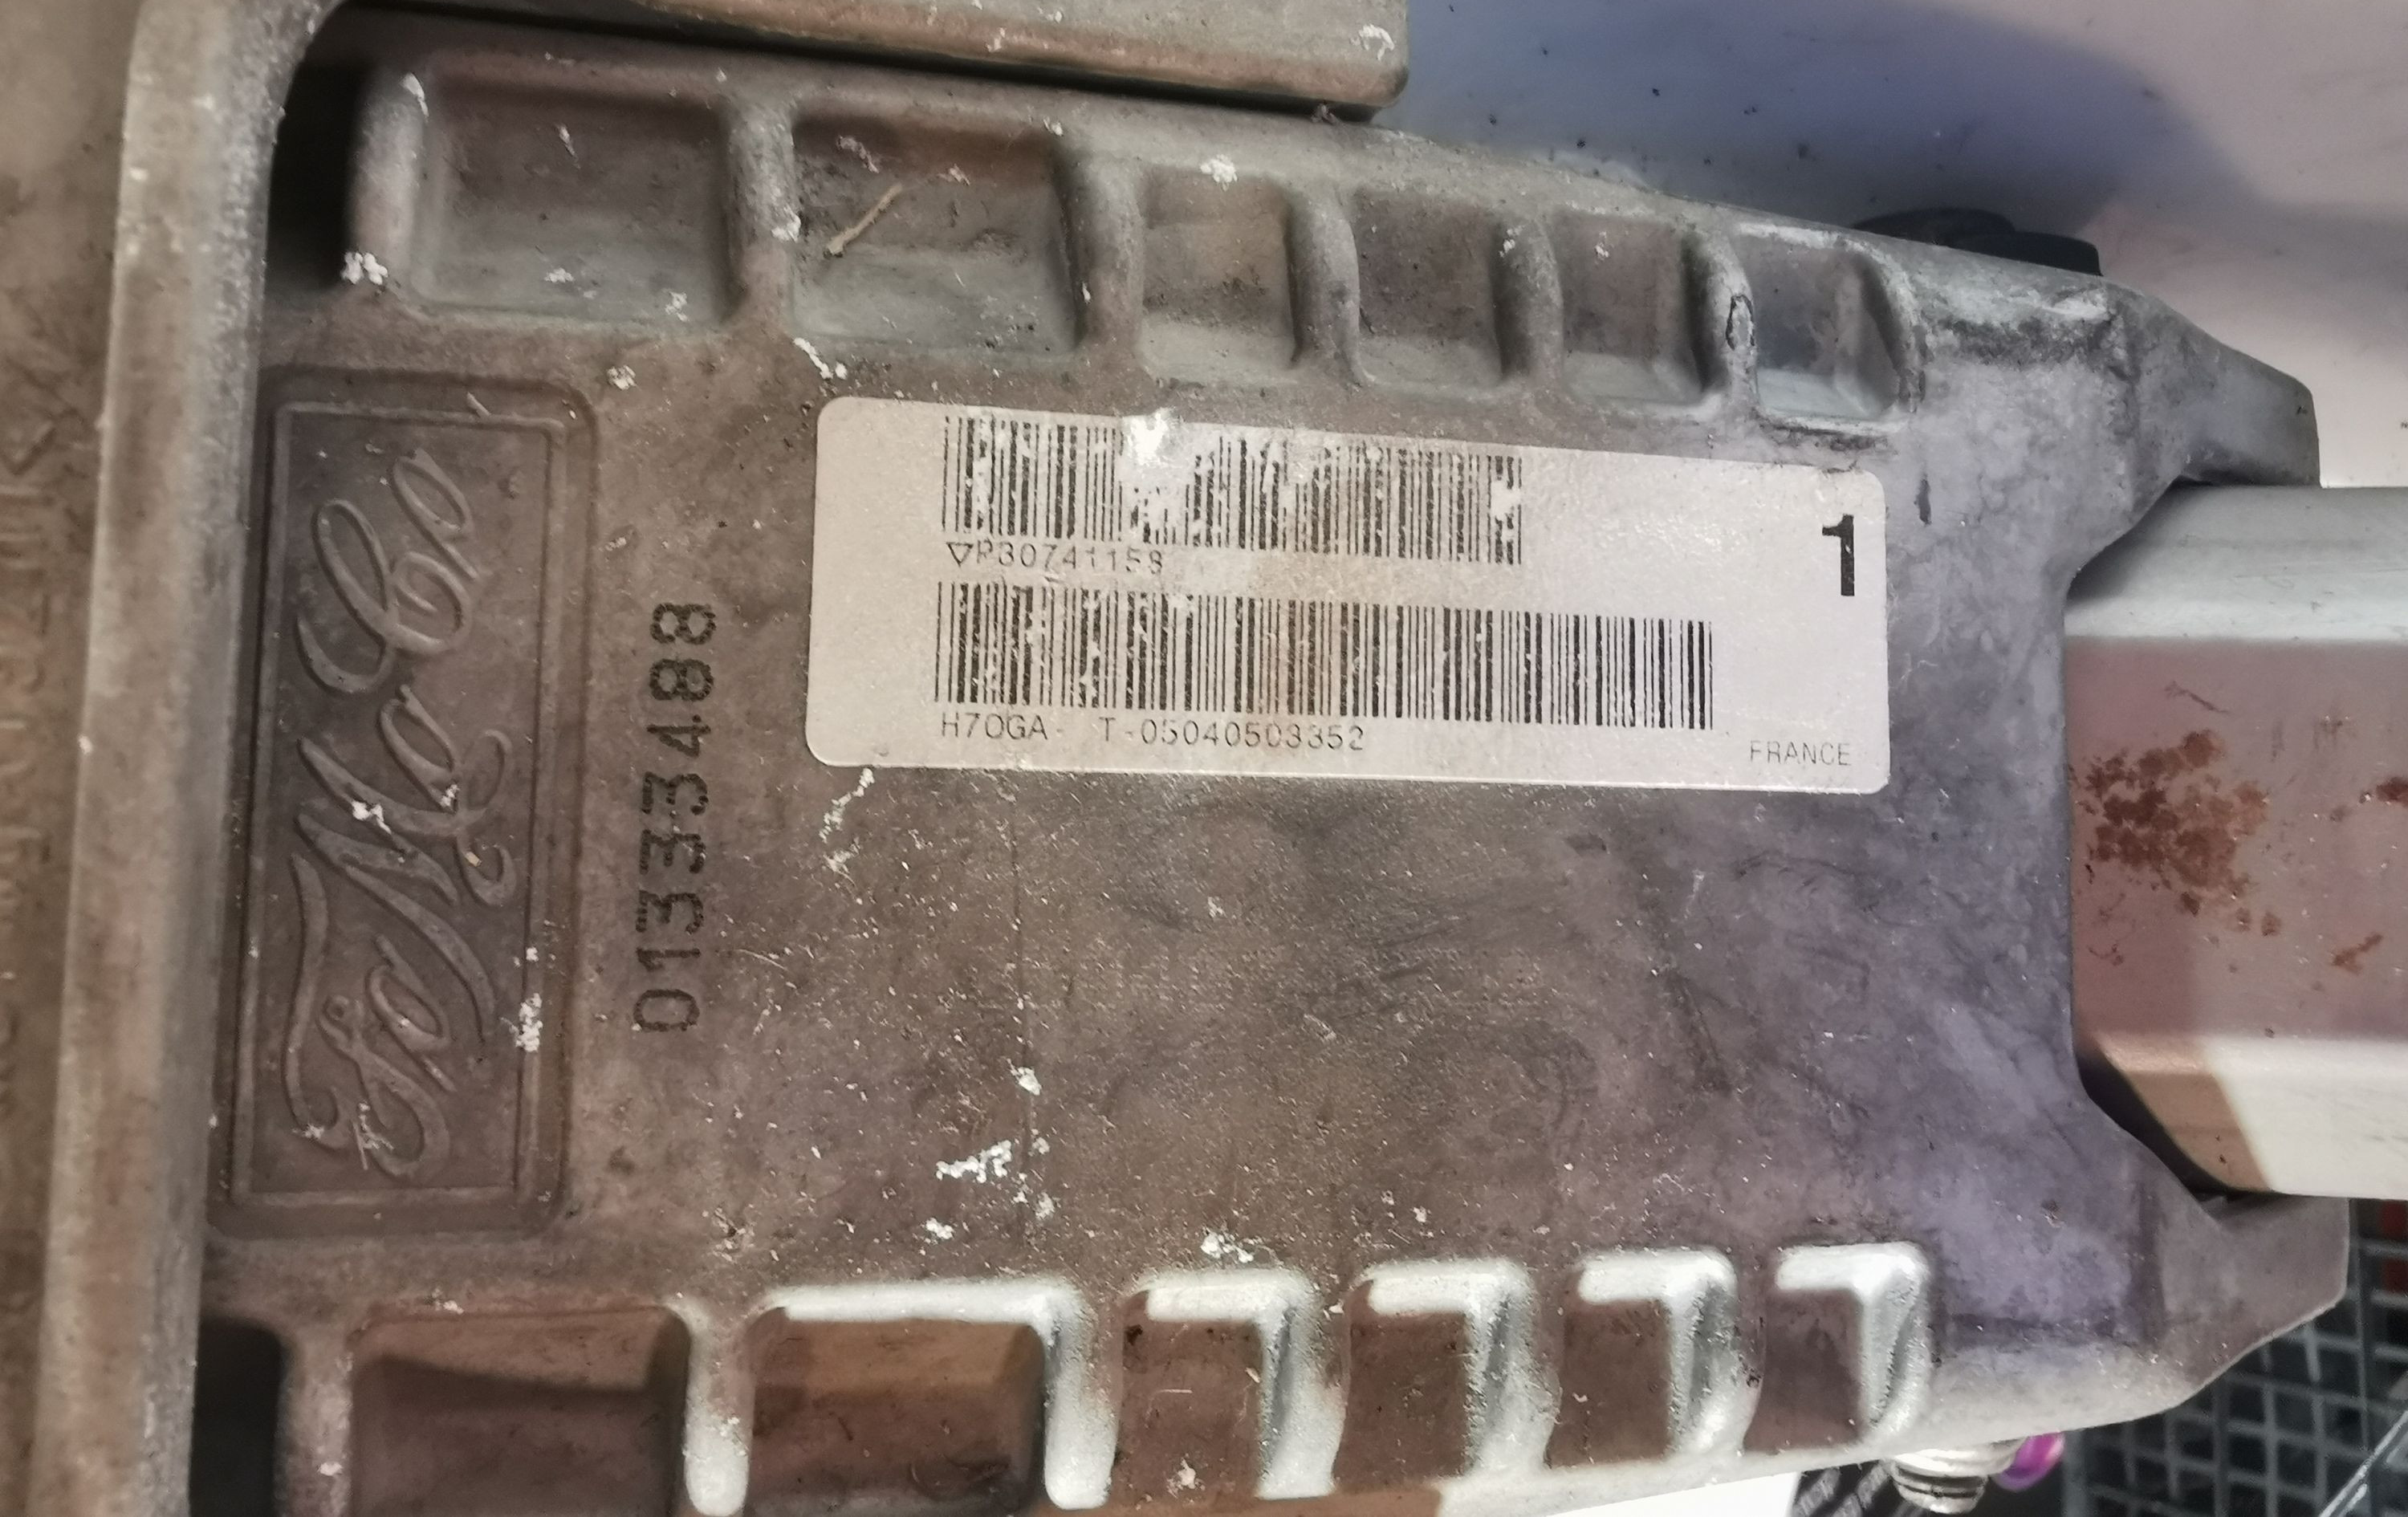 FoMoCo
01333488
▽P30741158
1
H7OGA- T-05040503352
FRANCE